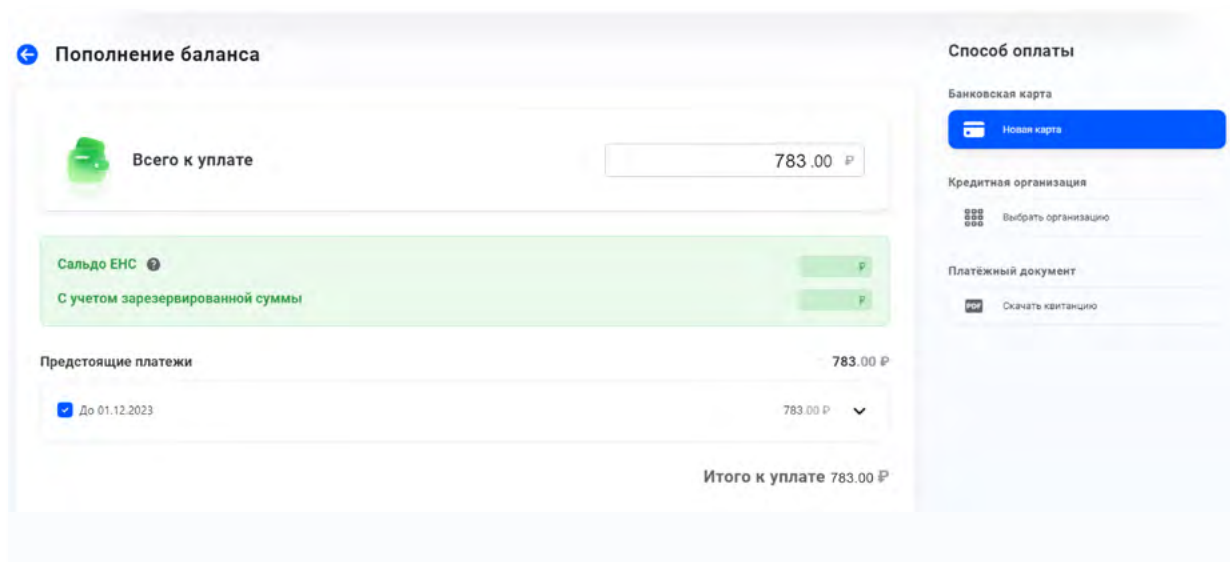 Пополнение баланса
Всего к уплате
783.00 ₽
Сальдо ЕНС ?
₽
С учетом зарезервированной суммы
₽
Предстоящие платежи
783.00 ₽
До 01.12.2023
783.00 ₽
Итого к уплате 783.00 ₽
Способ оплаты
Банковская карта
Новая карта
Кредитная организация
Выбрать организацию
Платёжный документ
PDF
Скачать квитанцию